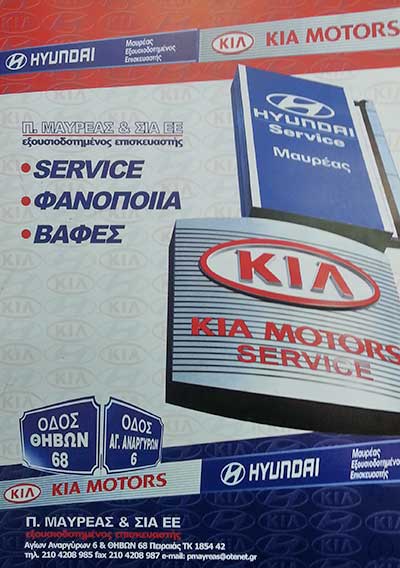 HYUNDAI
Μαυρέας
Εξουσιοδοτημένος
Επισκευαστής
KIA KIA MOTORS
Π. ΜΑΥΡΕΑΣ & ΣΙΑ ΕΕ
εξουσιοδοτημένος επισκευαστής
•SERVICE
•ΦΑΝΟΠΟΙΙΑ
•ΒΑΦΕΣ
HYUNDAI
Service
Μαυρέας
KIA
KIA MOTORS
SERVICE
ΟΔΟΣ
ΘΗΒΩΝ
68
ΟΔΟΣ
ΑΓ. ΑΝΑΡΓΥΡΩΝ
6
KIA KIA MOTORS
HYUNDAI
Μαυρέας
Εξουσιοδοτημένος
Επισκευαστής
Π. ΜΑΥΡΕΑΣ & ΣΙΑ ΕΕ
εξουσιοδοτημένος επισκευαστής
Αγίων Αναργύρων 6 & ΘΗΒΩΝ 68 Πειραιάς ΤΚ 1854 42
τηλ. 210 4208 985 fax 210 4208 987 e-mail: pmayreas@otenet.gr